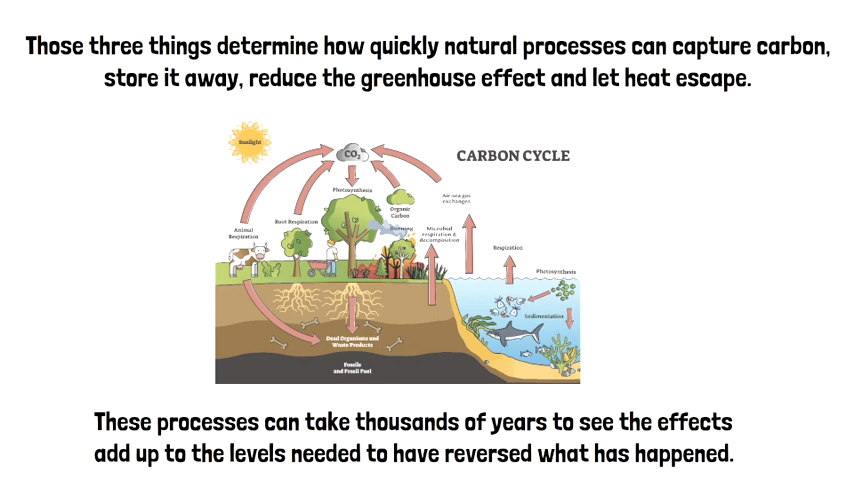 Those three things determine how quickly natural processes can capture carbon,
store it away, reduce the greenhouse effect and let heat escape.
Sunlight
CO₂
CARBON CYCLE
Photosynthesis
Air-sea gas
exchanges
Organic
Carbon
Root Respiration
Animal
Respiration
Burning
Microbial
respiration &
decomposition
Respiration
Photosynthesis
Sedimentation
Dead Organisms and
Waste Products
Fossils
and Fossil Fuel
These processes can take thousands of years to see the effects
add up to the levels needed to have reversed what has happened.